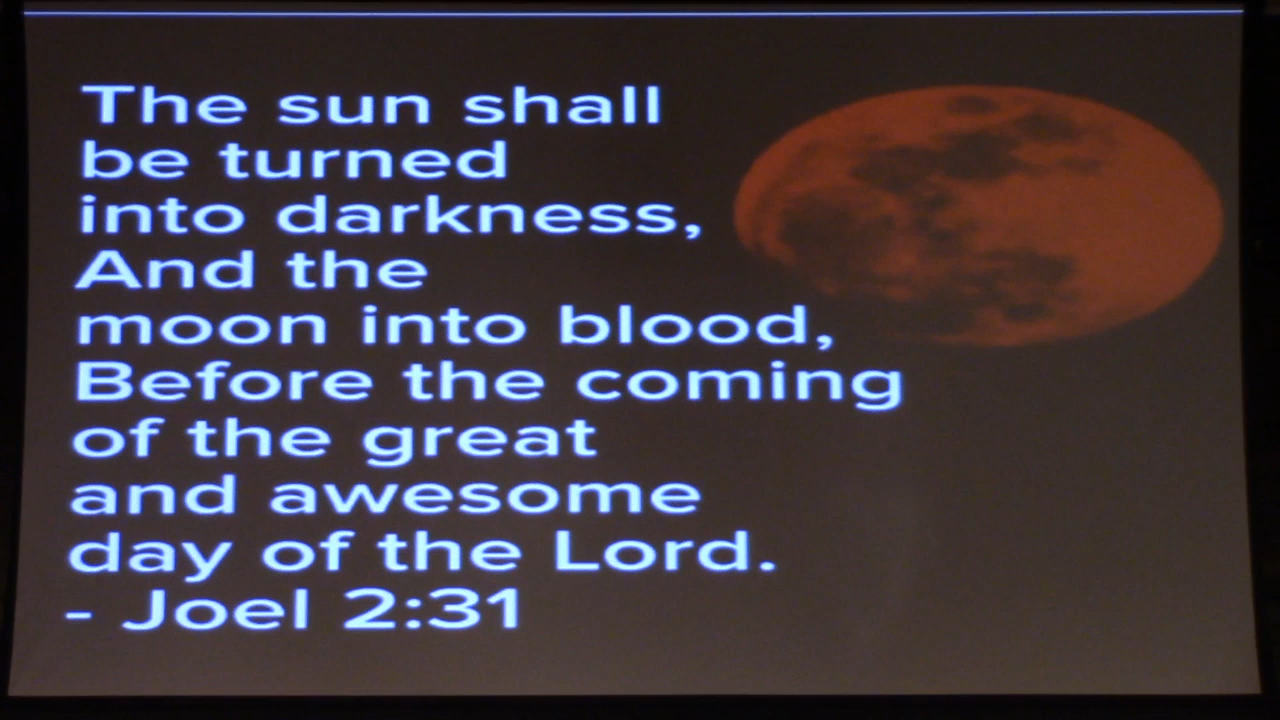 The sun shall
be turned
into darkness,
And the
moon into blood,
Before the coming
of the great
and awesome
day of the Lord.
- Joel 2:31